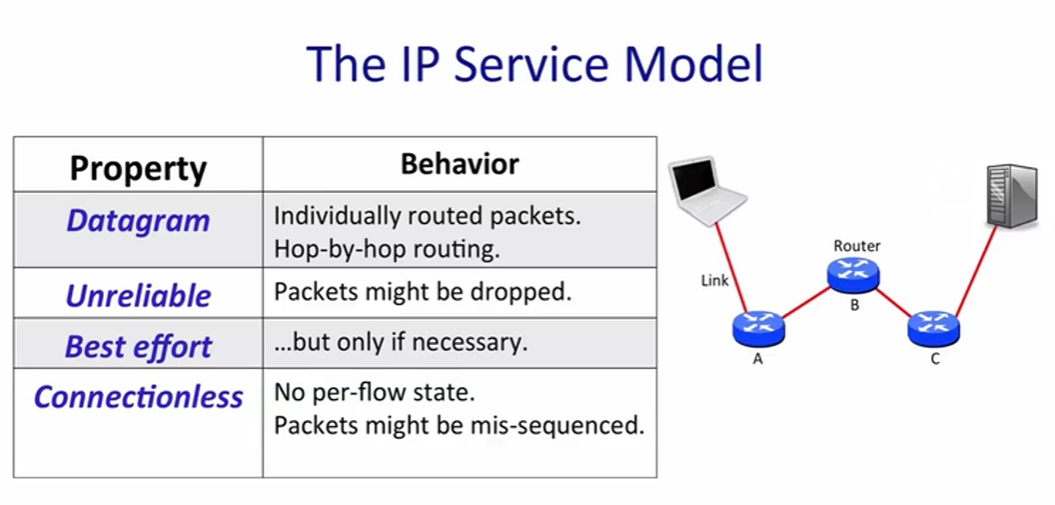 The IP Service Model
Property
Behavior
Datagram
Individually routed packets.
Hop-by-hop routing.
Unreliable
Packets might be dropped.
Best effort
...but only if necessary.
Connectionless
No per-flow state.
Packets might be mis-sequenced.
Router
Link
B
A
C